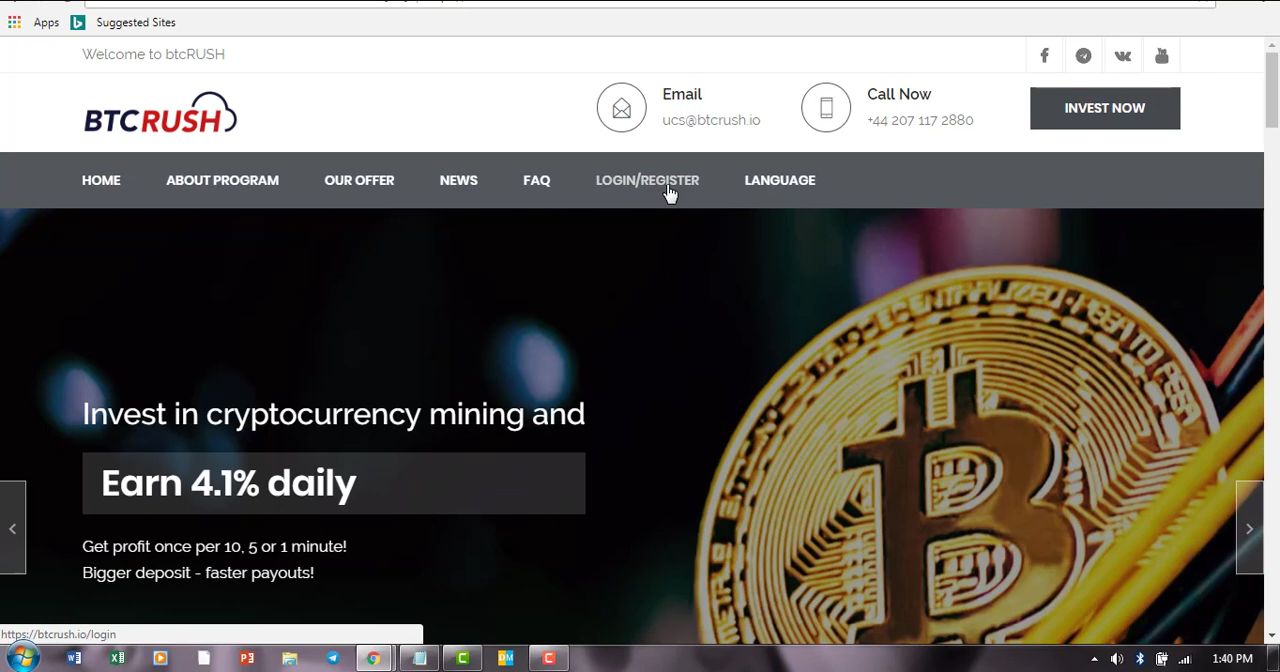 Apps Suggested Sites
Welcome to btcRUSH
BTCRUSH
Email
ucs@btcrush.io
Call Now
+44 207 117 2880
INVEST NOW
HOME ABOUT PROGRAM OUR OFFER NEWS FAQ LOGIN/REGISTER LANGUAGE
Invest in cryptocurrency mining and
Earn 4.1% daily
Get profit once per 10, 5 or 1 minute!
Bigger deposit - faster payouts!
https://btcrush.io/login
1:40 PM